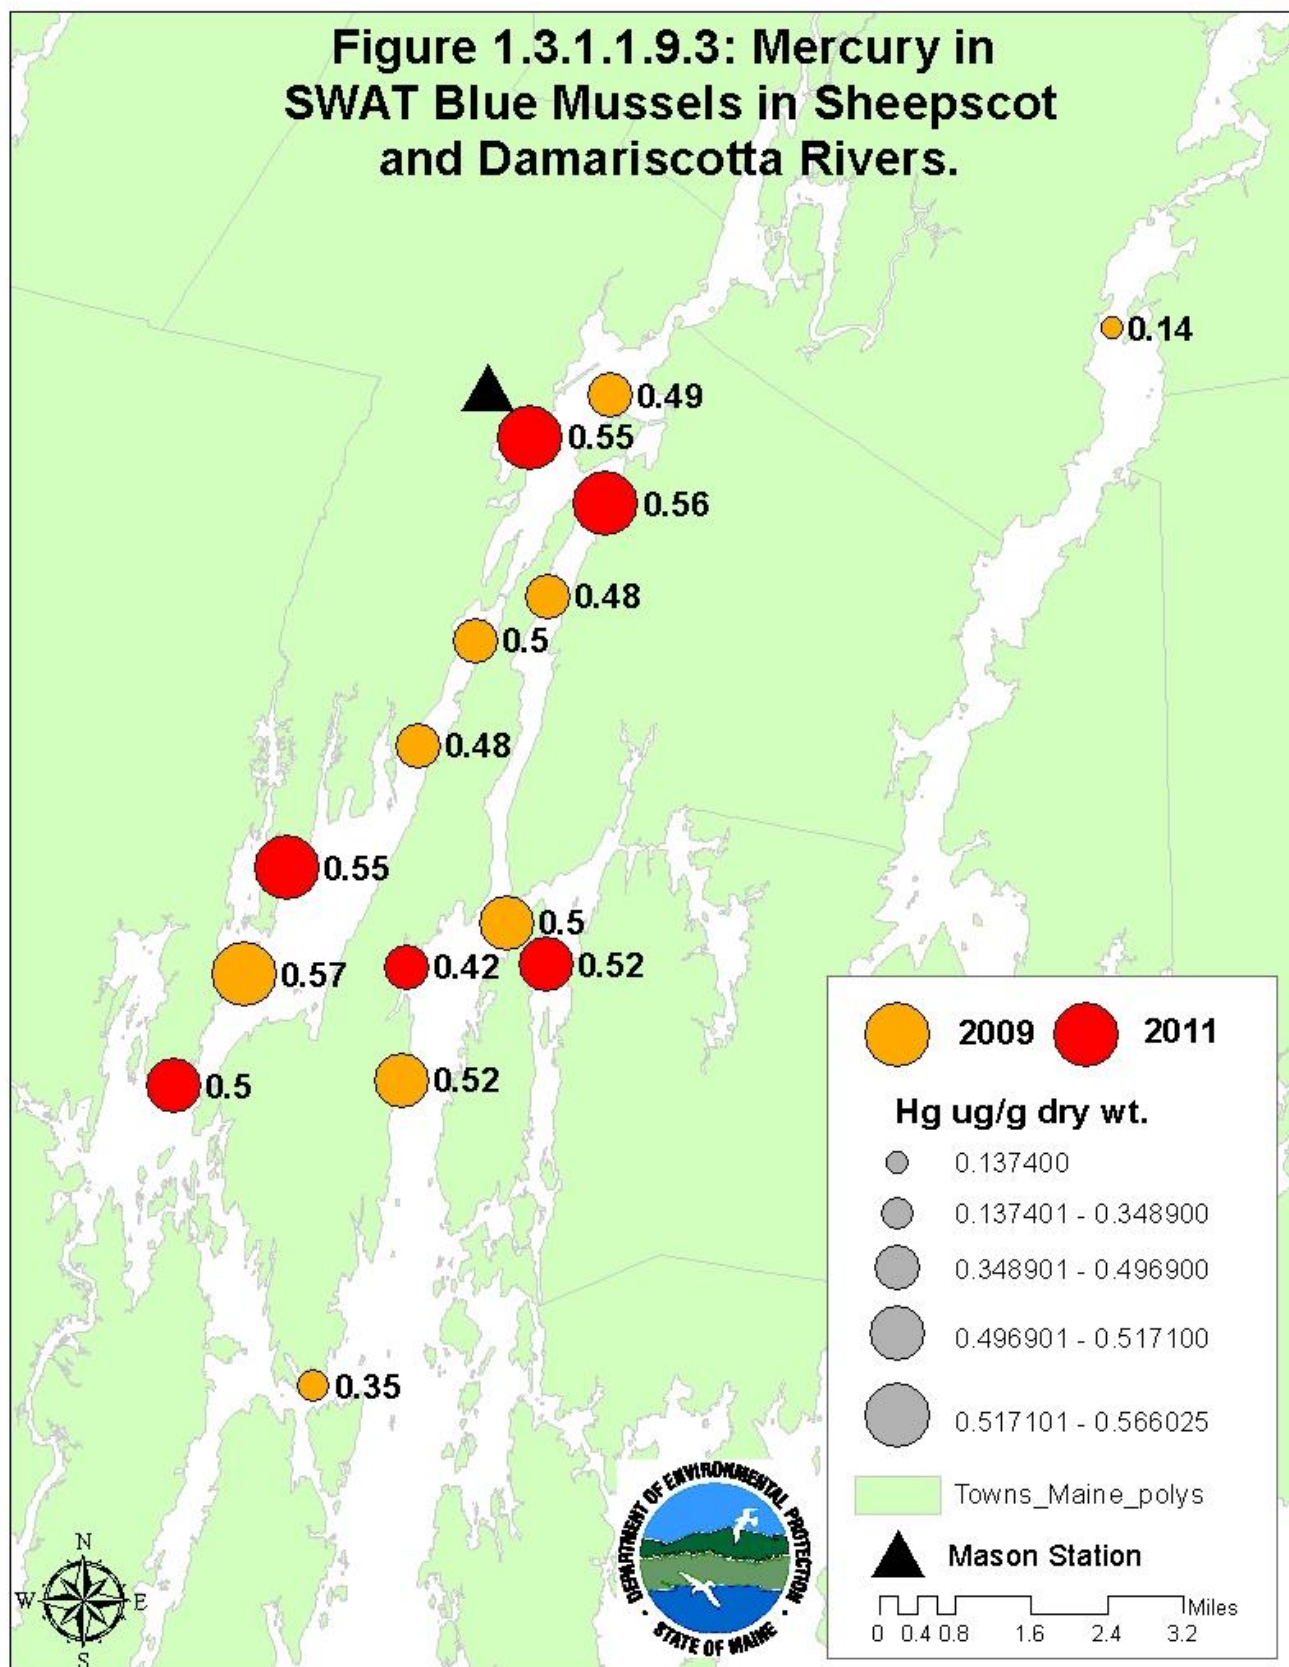 Figure 1.3.1.1.9.3: Mercury in
SWAT Blue Mussels in Sheepscot
and Damariscotta Rivers.
0.14
0.49
0.55
0.56
0.48
0.5
0.48
0.55
0.5
0.42
0.52
0.57
0.52
0.5
0.35
2009 2011
Hg ug/g dry wt.
0.137400
0.137401 - 0.348900
0.348901 - 0.496900
0.496901 - 0.517100
0.517101 - 0.566025
Towns_Maine_polys
Mason Station
Miles
0 0.4 0.8 1.6 2.4 3.2
DEPARTMENT OF ENVIRONMENTAL PROTECTION
STATE OF MAINE
N
W E
S